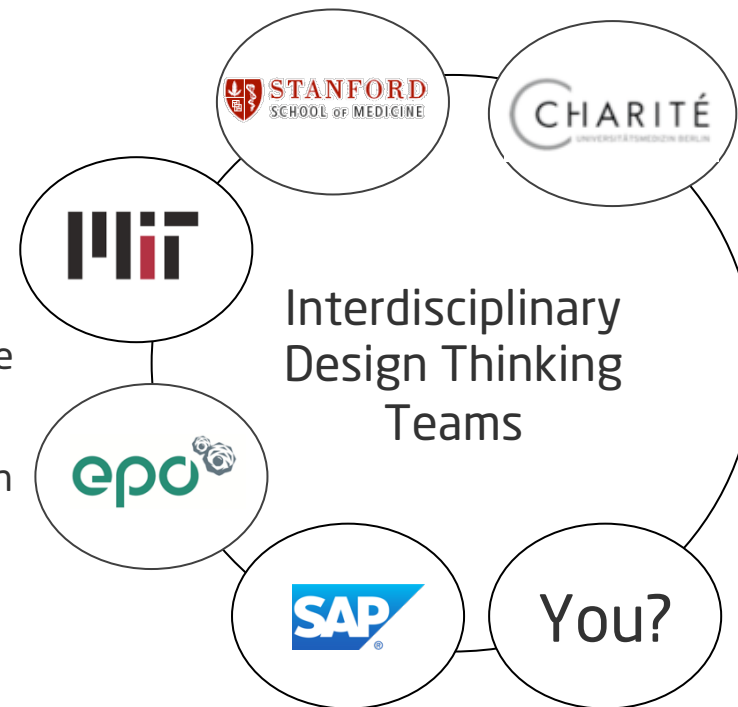 STANFORD
SCHOOL OF MEDICINE
CHARITÉ
UNIVERSITÄTSMEDIZIN BERLIN
MiT
Interdisciplinary
Design Thinking
Teams
e
epo
n
SAP
®
You?